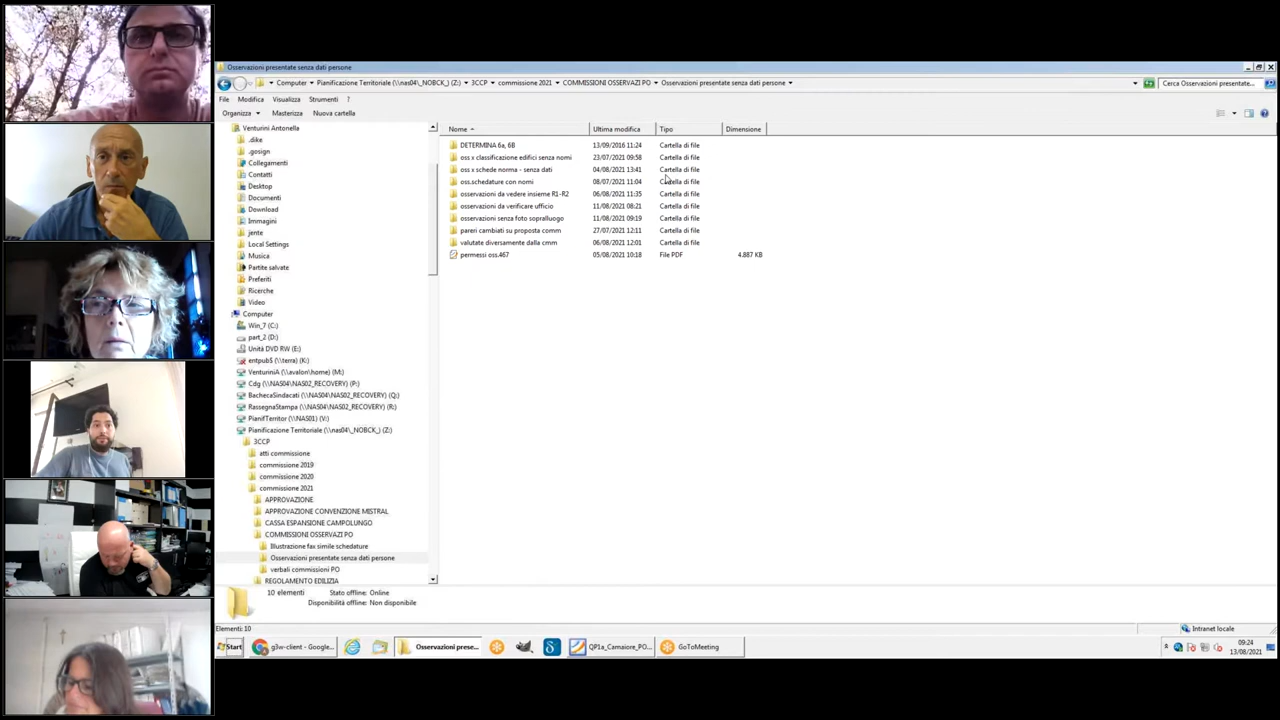 Osservazioni presentate senza dati persone
Computer Pianificazione Territoriale (\\nas04\_NOBCK_) (Z:) 3CCP commissione 2021 COMMISSIONI OSSERVAZI PO Osservazioni presentate senza dati persone
Cerca Osservazioni presentate...
File Modifica Visualizza Strumenti ?
Organizza Masterizza Nuova cartella
Venturini Antonella
.dike
.gosign
Collegamenti
Contatti
Desktop
Documenti
Download
Immagini
jente
Local Settings
Musica
Partite salvate
Preferiti
Ricerche
Video
Computer
Win_7 (C:)
part_2 (D:)
Unità DVD RW (E:)
entpub$ (\\terra) (K:)
VenturiniA (\\avalon\home) (M:)
Cdg (\\NAS04\NAS02_RECOVERY) (P:)
BachecaSindacati (\\NAS04\NAS02_RECOVERY) (Q:)
RassegnaStampa (\\NAS04\NAS02_RECOVERY) (R:)
PianifTerritor (\\NAS01) (V:)
Pianificazione Territoriale (\\nas04\_NOBCK_) (Z:)
3CCP
atti commissione
commissione 2019
commissione 2020
commissione 2021
APPROVAZIONE
APPROVAZIONE CONVENZIONE MISTRAL
CASSA ESPANSIONE CAMPOLUNGO
COMMISSIONI OSSERVAZI PO
Illustrazione fax simile schedature
Osservazioni presentate senza dati persone
verbali commissioni PO
REGOLAMENTO EDILIZIA
Nome Ultima modifica Tipo Dimensione
DETERMINA 6a, 6B 13/09/2016 11:24 Cartella di file
oss x classificazione edifici senza nomi 23/07/2021 09:58 Cartella di file
oss x schede norma - senza dati 04/08/2021 13:41 Cartella di file
oss.schedature con nomi 08/07/2021 11:04 Cartella di file
osservazioni da vedere insieme R1-R2 06/08/2021 11:35 Cartella di file
osservazioni da verificare ufficio 11/08/2021 08:21 Cartella di file
osservazioni senza foto sopralluogo 11/08/2021 09:19 Cartella di file
pareri cambiati su proposta comm 27/07/2021 12:11 Cartella di file
valutate diversamente dalla cmm 06/08/2021 12:01 Cartella di file
permessi oss.467 05/08/2021 10:18 File PDF 4.887 KB
10 elementi Stato offline: Online
Disponibilità offline: Non disponibile
Elementi: 10 Intranet locale
Start g3w-client - Google... Osservazioni prese... QP1a_Camaiore_PO... GoToMeeting
09:24
13/08/2021